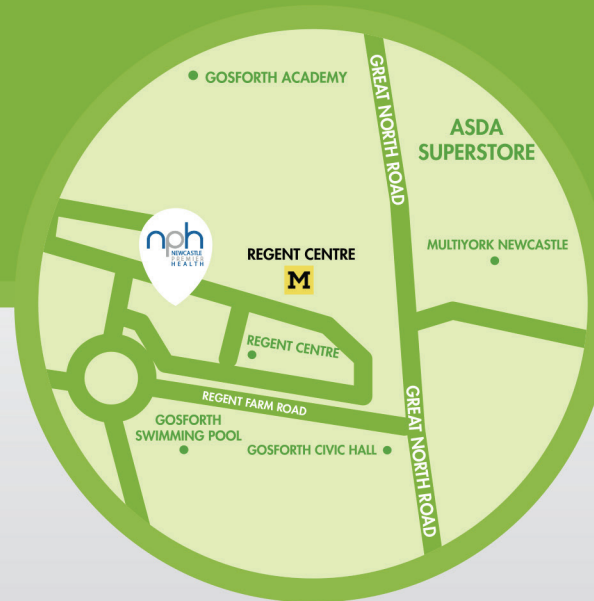 GOSFORTH ACADEMY
GREAT NORTH ROAD
ASDA
SUPERSTORE
nph
NEWCASTLE
PREMIER
HEALTH
REGENT CENTRE
M
MULTIYORK NEWCASTLE
REGENT CENTRE
REGENT FARM ROAD
GOSFORTH
SWIMMING POOL
GOSFORTH CIVIC HALL
GREAT NORTH ROAD